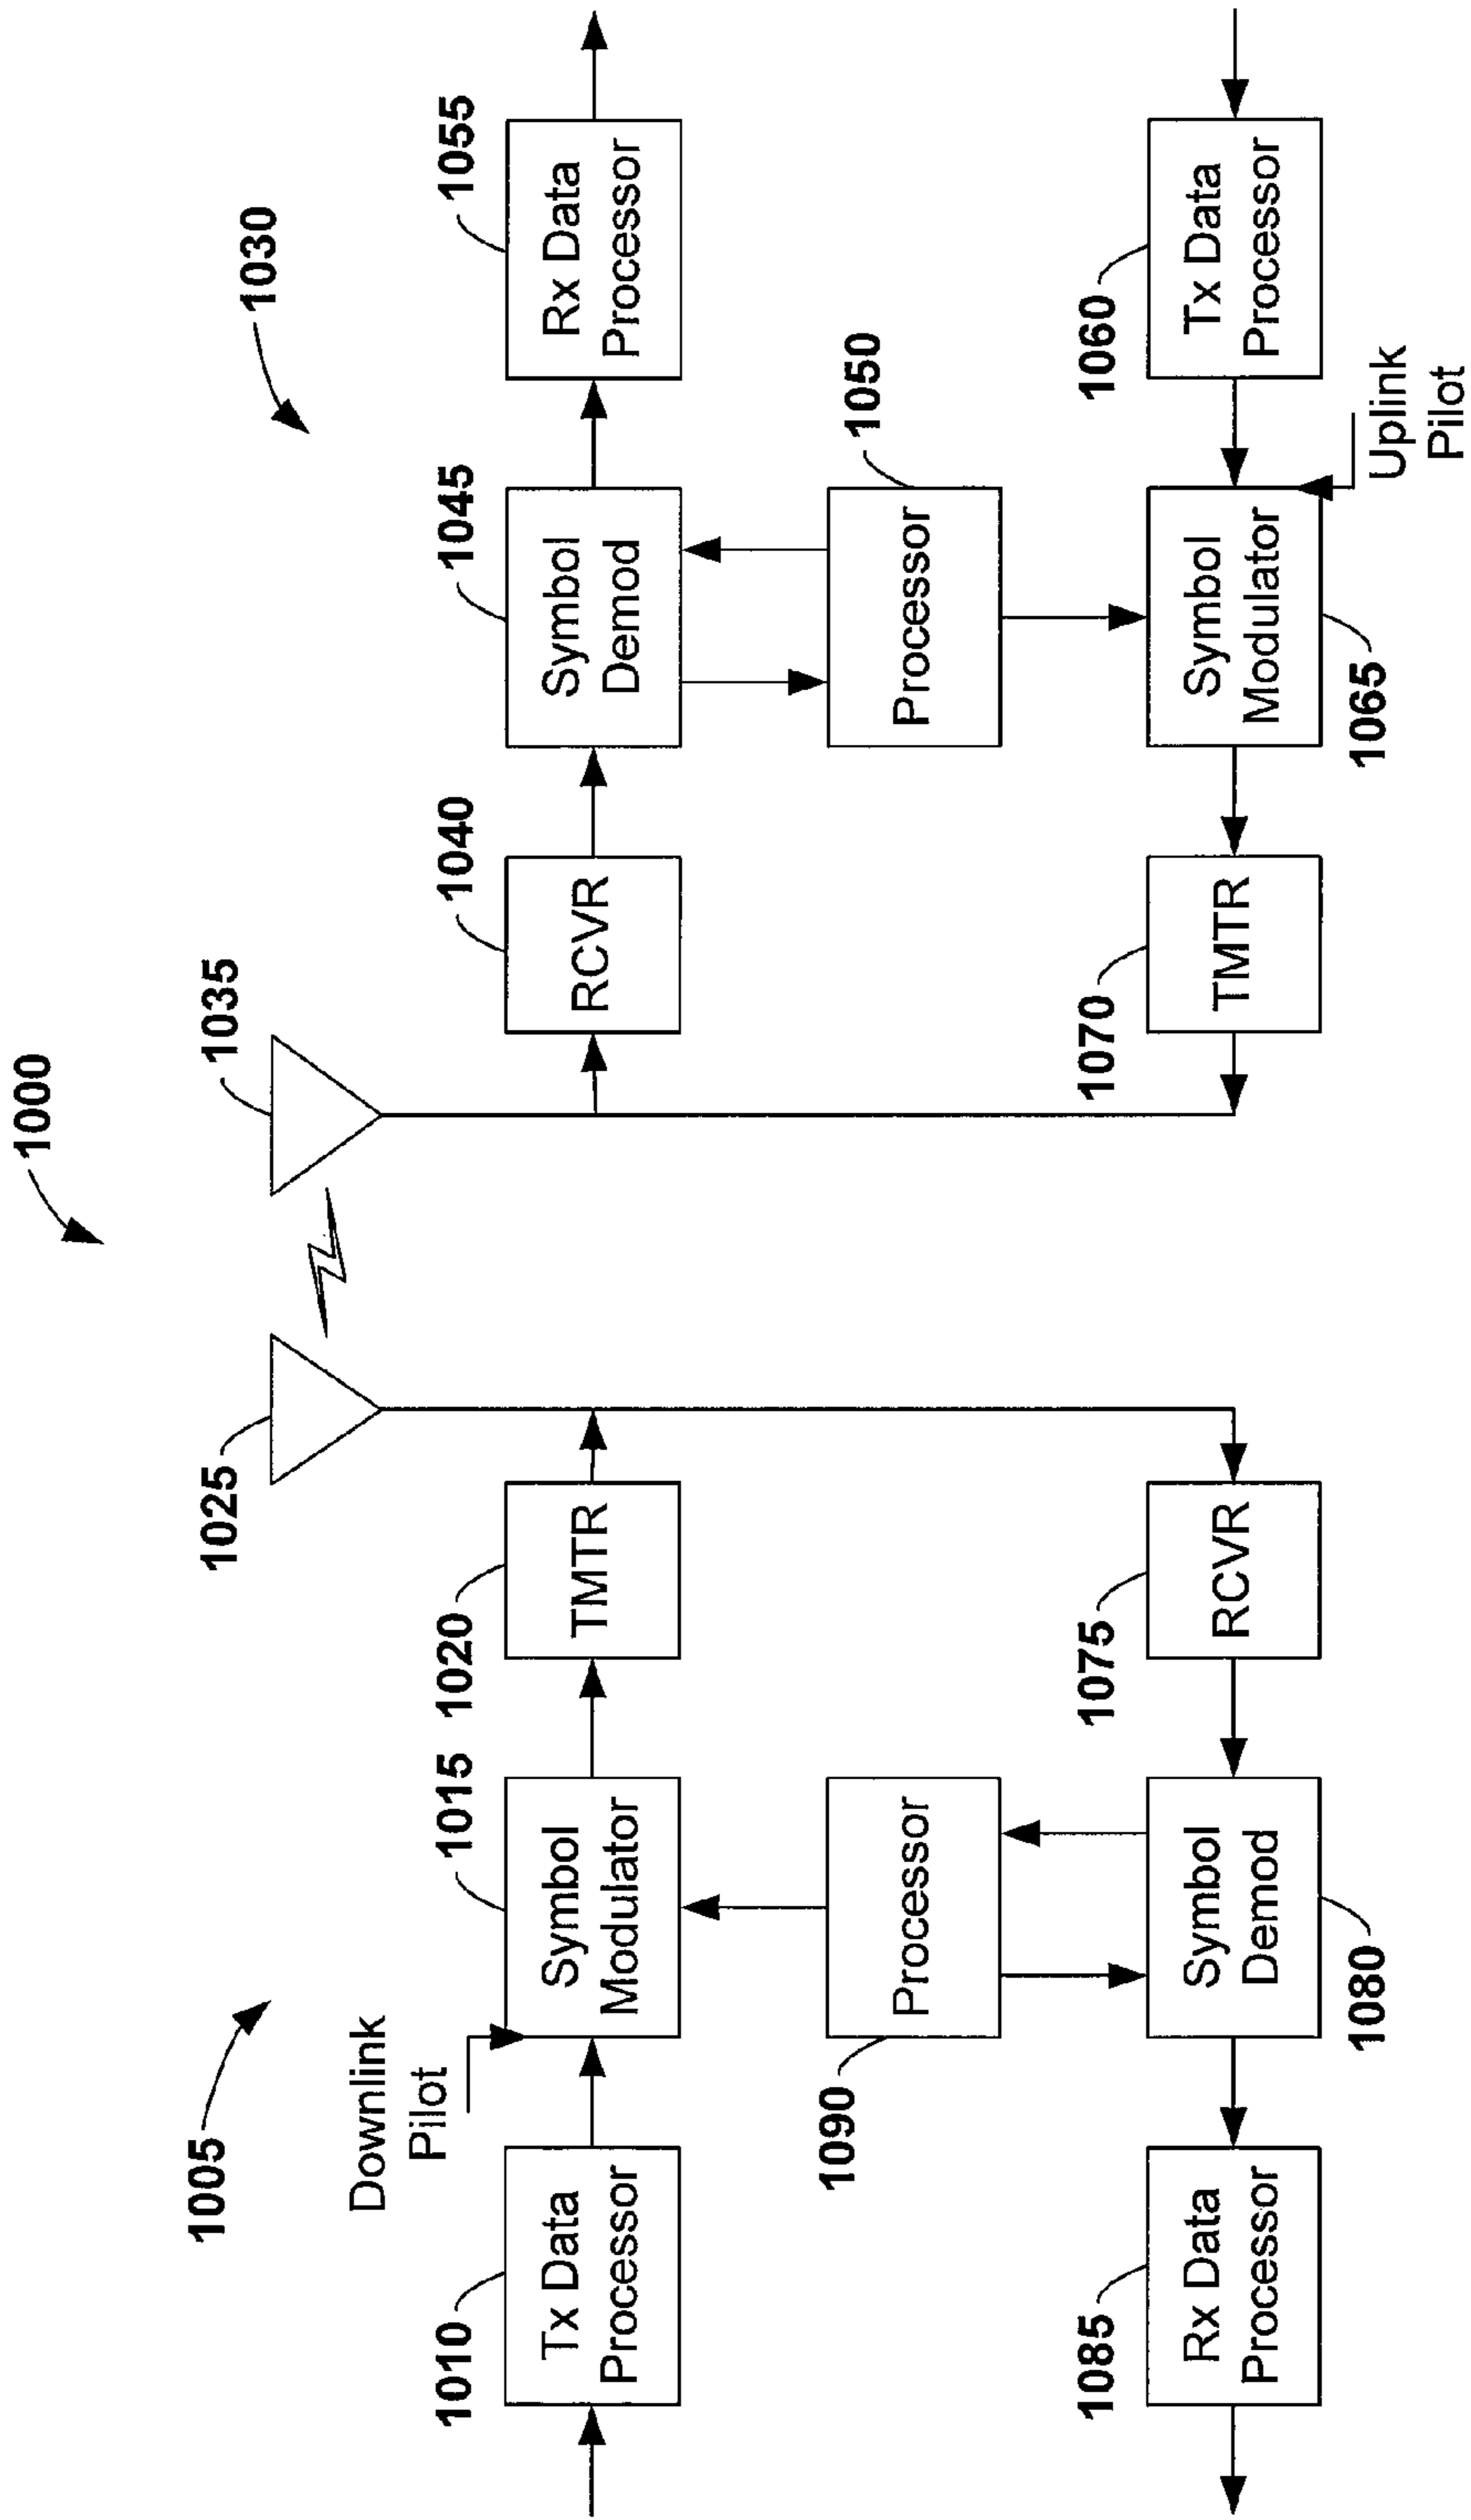 1000
1005
1025
1035
1030
Downlink
Pilot
1010
Tx Data
Processor
1015
Symbol
Modulator
1020
TMTR
1040
RCVR
1045
Symbol
Demod
1055
Rx Data
Processor
1090
Processor
Processor
1050
1085
Rx Data
Processor
Symbol
Demod
1080
1075
RCVR
1070
TMTR
Symbol
Modulator
1065
1060
Tx Data
Processor
Uplink
Pilot